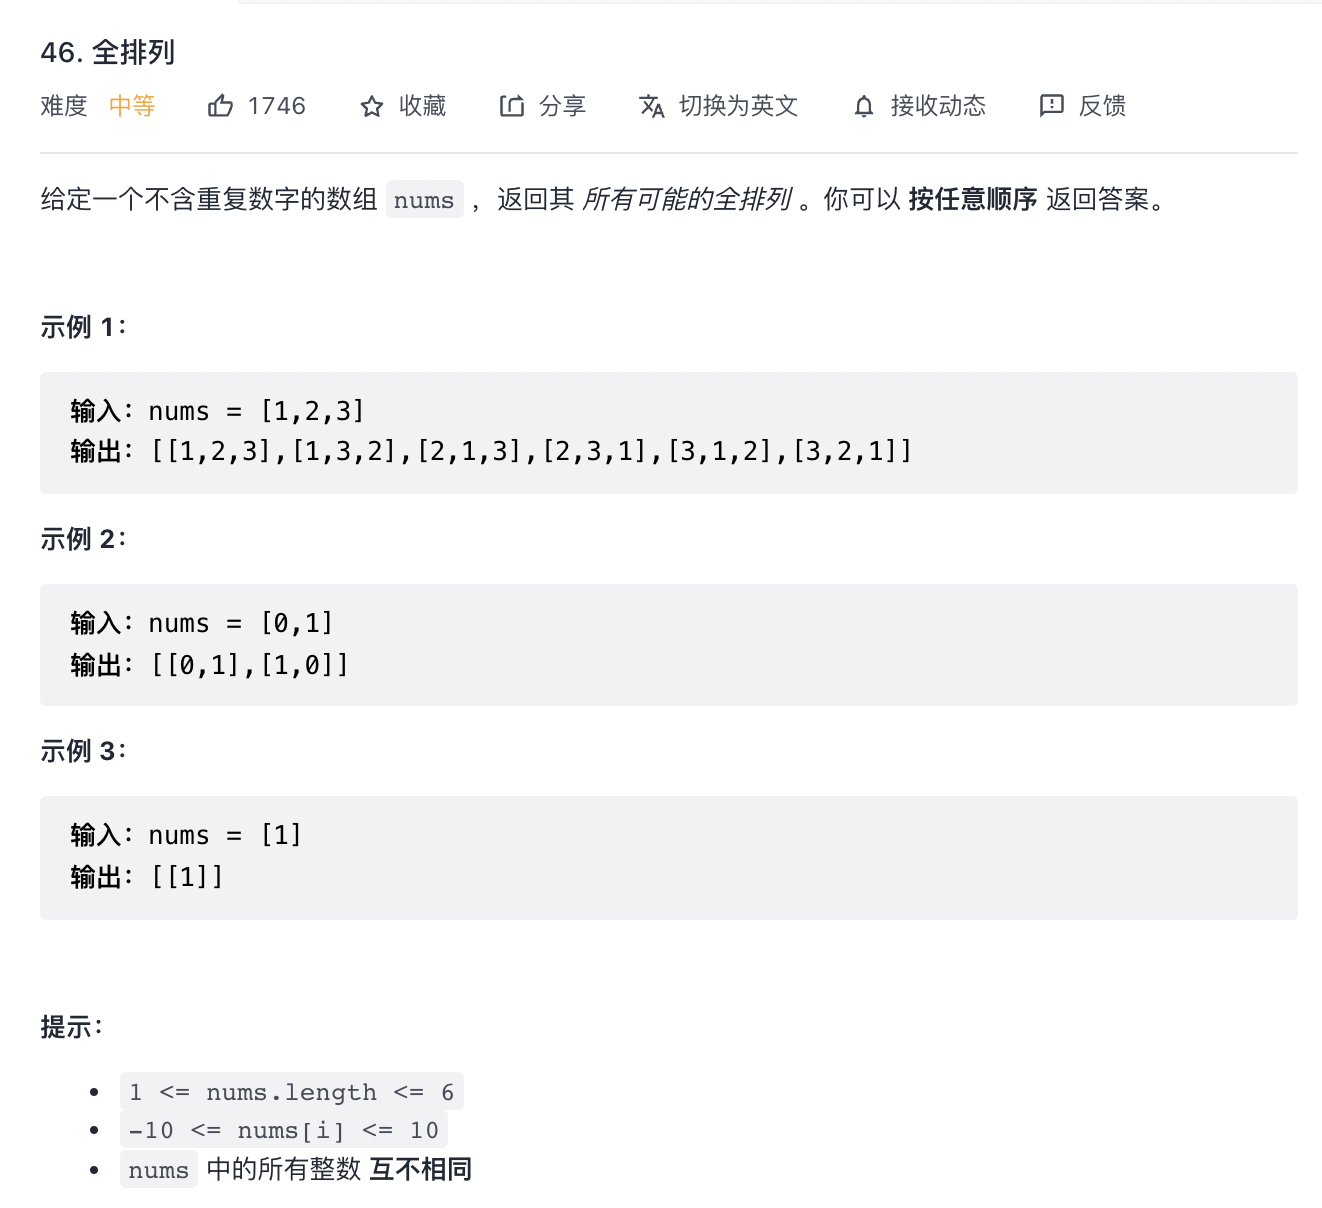 46. 全排列
难度 中等 1746 收藏 分享 切换为英文 接收动态 反馈
给定一个不含重复数字的数组 nums ，返回其 所有可能的全排列 。你可以 按任意顺序 返回答案。
示例 1：
输入：nums = [1,2,3]
输出：[[1,2,3],[1,3,2],[2,1,3],[2,3,1],[3,1,2],[3,2,1]]
示例 2：
输入：nums = [0,1]
输出：[[0,1],[1,0]]
示例 3：
输入：nums = [1]
输出：[[1]]
提示：
• 1 <= nums.length <= 6
• -10 <= nums[i] <= 10
• nums 中的所有整数 互不相同